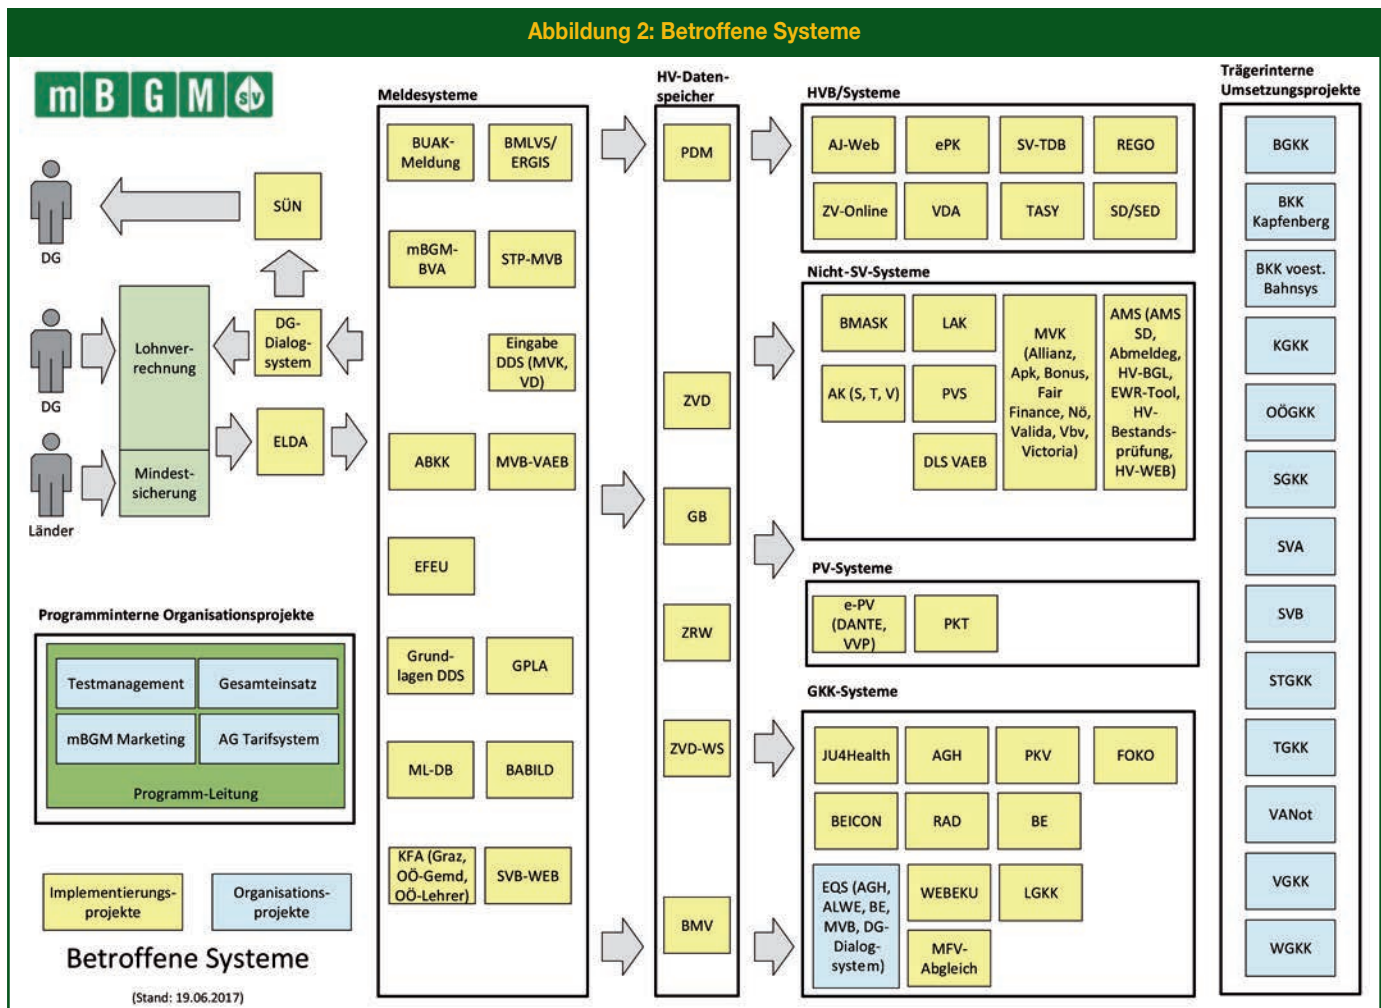 Abbildung 2: Betroffene Systeme
mBGM SV
DG
SÜN
DG
Lohnver-
rechnung
DG-
Dialog-
system
Länder
Mindest-
sicherung
ELDA
Programminterne Organisationsprojekte
Testmanagement
Gesamteinsatz
mBGM Marketing
AG Tarifsystem
Programm-Leitung
Implementierungs-
projekte
Organisations-
projekte
Betroffene Systeme
(Stand: 19.06.2017)
Meldesysteme
BUAK-
Meldung
BMLVS/
ERGIS
mBGM-
BVA
STP-MVB
Eingabe
DDS (MVK,
VD)
ABKK
MVB-VAEB
EFEU
Grund-
lagen DDS
GPLA
ML-DB
BABILD
KFA (Graz,
OÖ-Gemd,
OÖ-Lehrer)
SVB-WEB
HV-Daten-
speicher
PDM
ZVD
GB
ZRW
ZVD-WS
BMV
HVB/Systeme
AJ-Web
ePK
SV-TDB
REGO
ZV-Online
VDA
TASY
SD/SED
Nicht-SV-Systeme
BMASK
LAK
MVK
(Allianz,
Apk, Bonus,
Fair
Finance, Nö,
Valida, Vbv,
Victoria)
AMS (AMS
SD,
Abmeldeg,
HV-BGL,
EWR-Tool,
HV-
Bestands-
prüfung,
HV-WEB)
AK (S, T, V)
PVS
DLS VAEB
PV-Systeme
e-PV
(DANTE,
VVP)
PKT
GKK-Systeme
JU4Health
AGH
PKV
FOKO
BEICON
RAD
BE
EQS (AGH,
ALWE, BE,
MVB, DG-
Dialog-
system)
WEBEKU
LGKK
MFV-
Abgleich
Trägerinterne
Umsetzungsprojekte
BGKK
BKK
Kapfenberg
BKK voest.
Bahnsys
KGKK
OÖGKK
SGKK
SVA
SVB
STGKK
TGKK
VANot
VGKK
WGKK